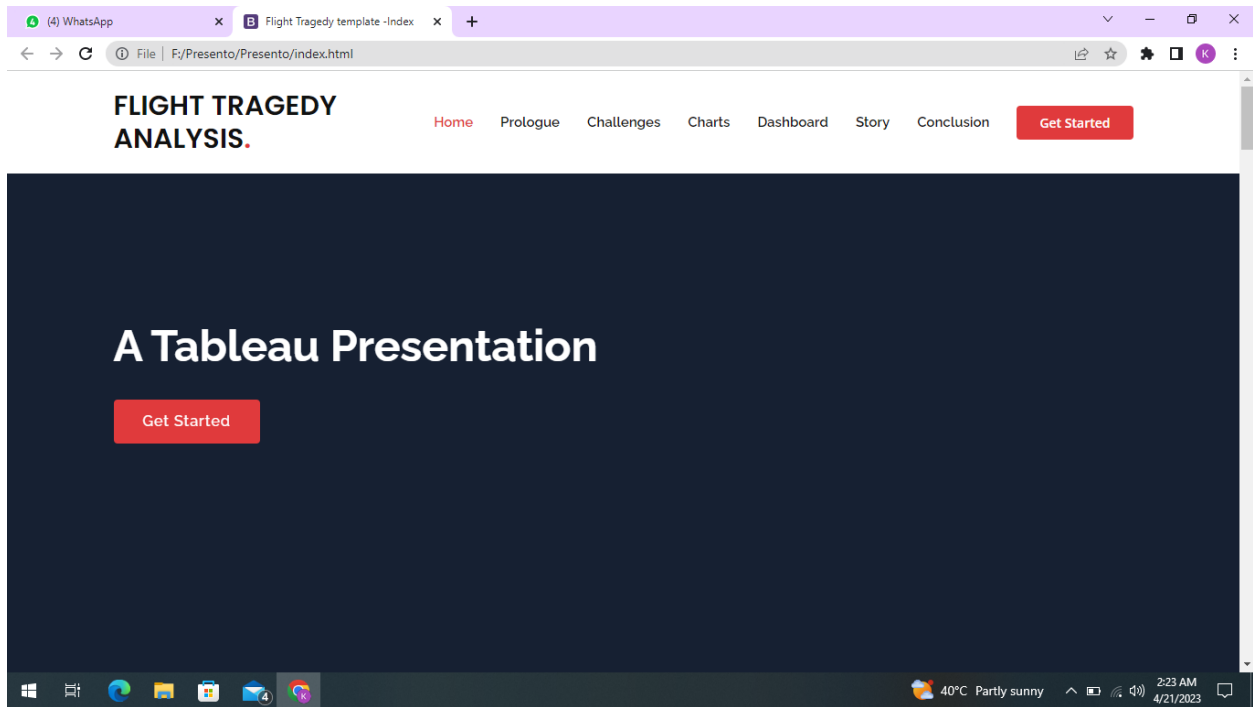 (4) WhatsApp
Flight Tragedy template -Index
File | F:/Presento/Presento/index.html
K
FLIGHT TRAGEDY
ANALYSIS.
Home Prologue Challenges Charts Dashboard Story Conclusion Get Started
A Tableau Presentation
Get Started
4
K
40°C Partly sunny
2:23 AM
4/21/2023